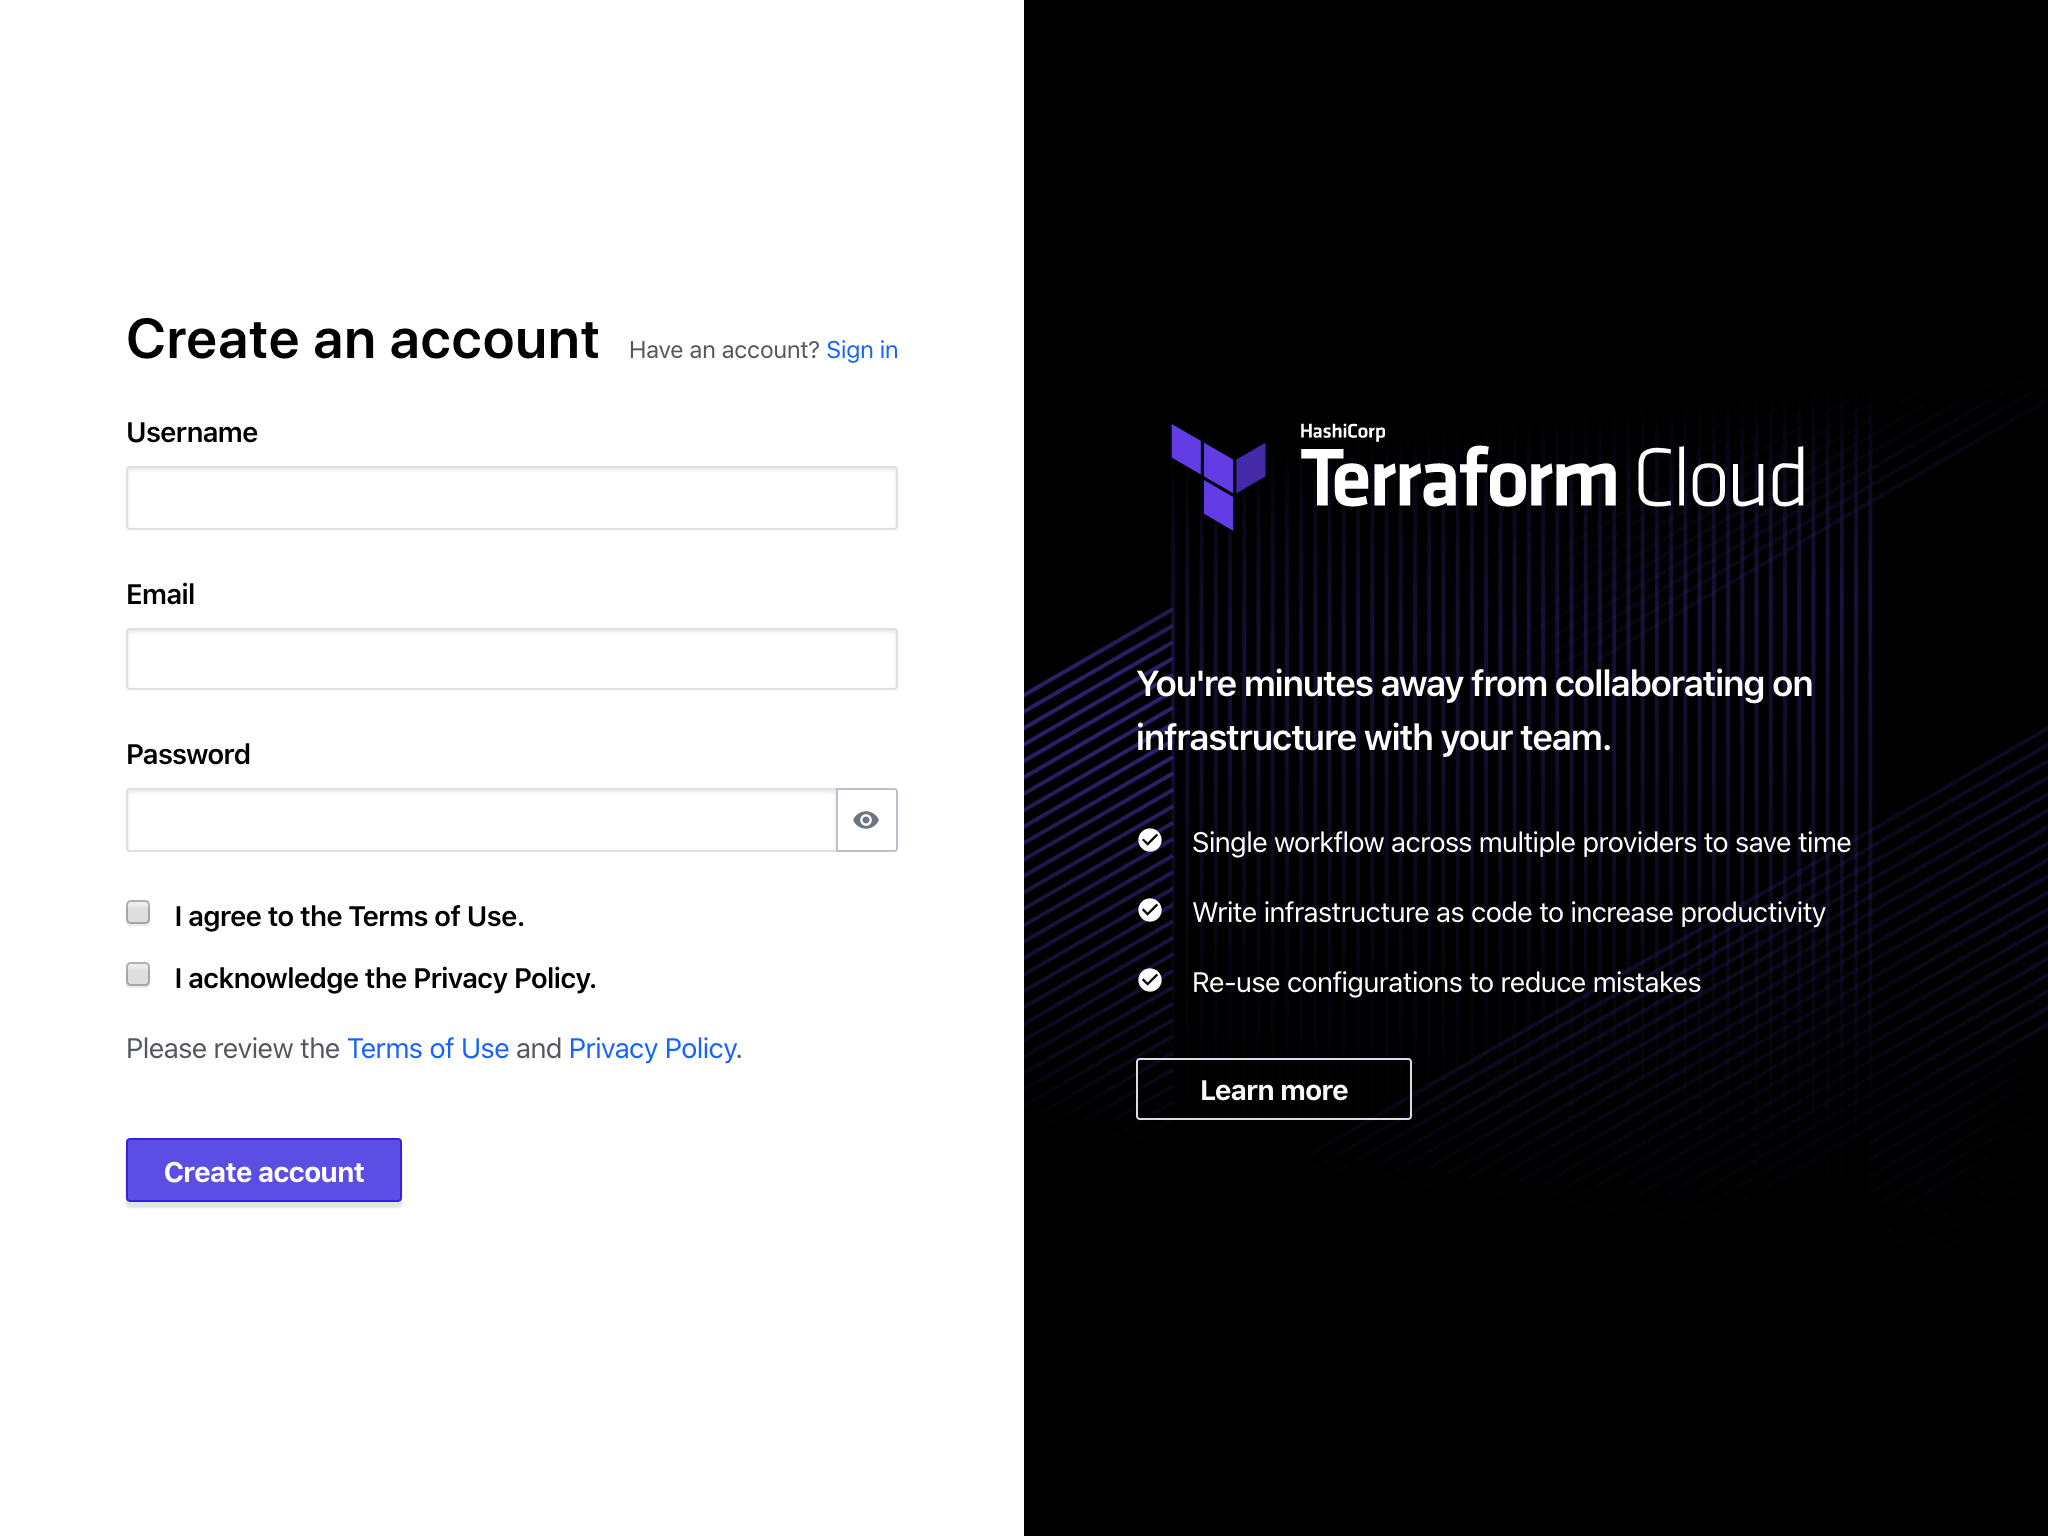 Create an account
Have an account? Sign in
Username
Email
Password
I agree to the Terms of Use.
I acknowledge the Privacy Policy.
Please review the Terms of Use and Privacy Policy.
Create account
HashiCorp
Terraform Cloud
You're minutes away from collaborating on
infrastructure with your team.
Single workflow across multiple providers to save time
Write infrastructure as code to increase productivity
Re-use configurations to reduce mistakes
Learn more